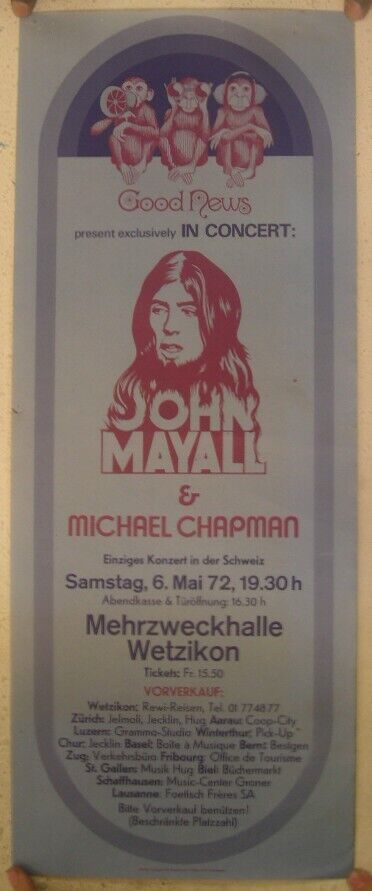 Good News
present exclusively IN CONCERT:
JOHN
MAYALL
&
MICHAEL CHAPMAN
Einziges Konzert in der Schweiz
Samstag, 6. Mai 72, 19.30 h
Abendkasse & Türöffnung: 16.30 h
Mehrzweckhalle
Wetzikon
Tickets: Fr. 15.50
VORVERKAUF:
Wetzikon: Rewi-Reisen, Tel. 01 77 48 77
Zürich: Jelmoli, Jecklin, Hug Aarau: Coop-City
Luzern: Grammo-Studio Winterthur: Pick-Up
Chur: Jecklin Basel: Boîte à Musique Bern: Bestgen
Zug: Verkehrsbüro Fribourg: Office de Tourisme
St. Gallen: Musik Hug Biel: Büchermarkt
Schaffhausen: Music-Center Groner
Lausanne: Foetisch Frères SA
Bitte Vorverkauf benützen!
(Beschränkte Platzzahl)